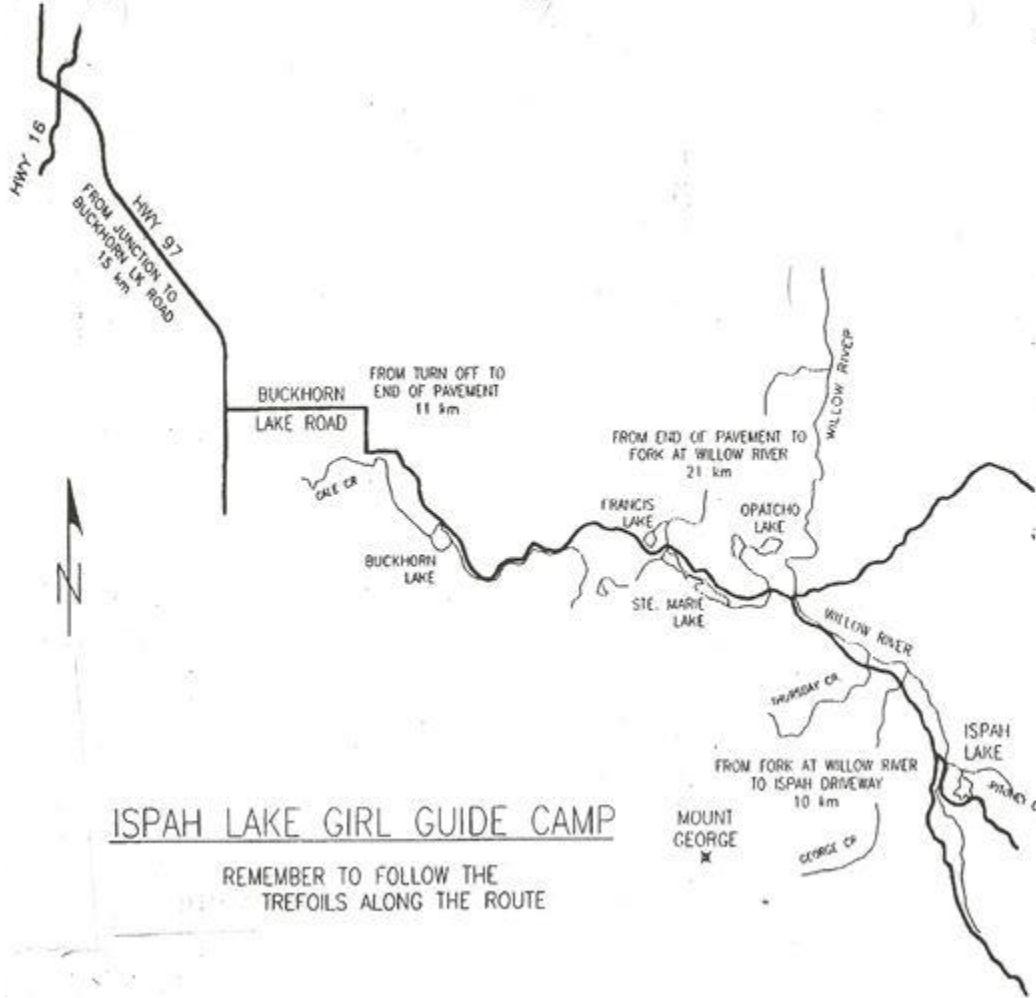 HWY 16
HWY 97
FROM JUNCTION TO
BUCKHORN LK ROAD
15 km
BUCKHORN
LAKE ROAD
FROM TURN OFF TO
END OF PAVEMENT
11 km
CALE CR
BUCKHORN
LAKE
WILLOW RIVER
FROM END OF PAVEMENT TO
FORK AT WILLOW RIVER
21 km
FRANCIS
LAKE
OPATCHO
LAKE
STE. MARIE
LAKE
N
WILLOW RIVER
THURSDAY CR.
ISPAH
LAKE
FROM FORK AT WILLOW RIVER
TO ISPAH DRIVEWAY
10 km
MOUNT
GEORGE
GEORGE CR
ISPAH LAKE GIRL GUIDE CAMP
REMEMBER TO FOLLOW THE
TREFOILS ALONG THE ROUTE